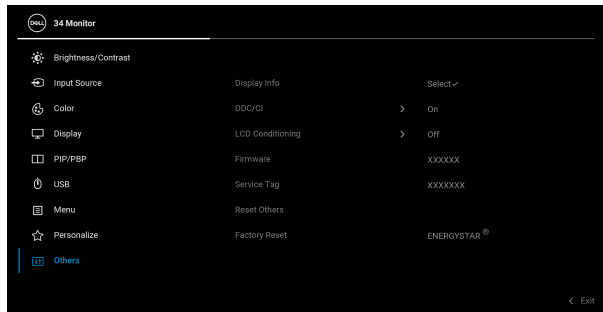 DELL 34 Monitor
Brightness/Contrast
Input Source Display Info Select✓
Color DDC/CI > On
Display LCD Conditioning > Off
PIP/PBP Firmware XXXXXX
USB Service Tag XXXXXXX
Menu Reset Others
Personalize Factory Reset ENERGYSTAR ®
Others
< Exit